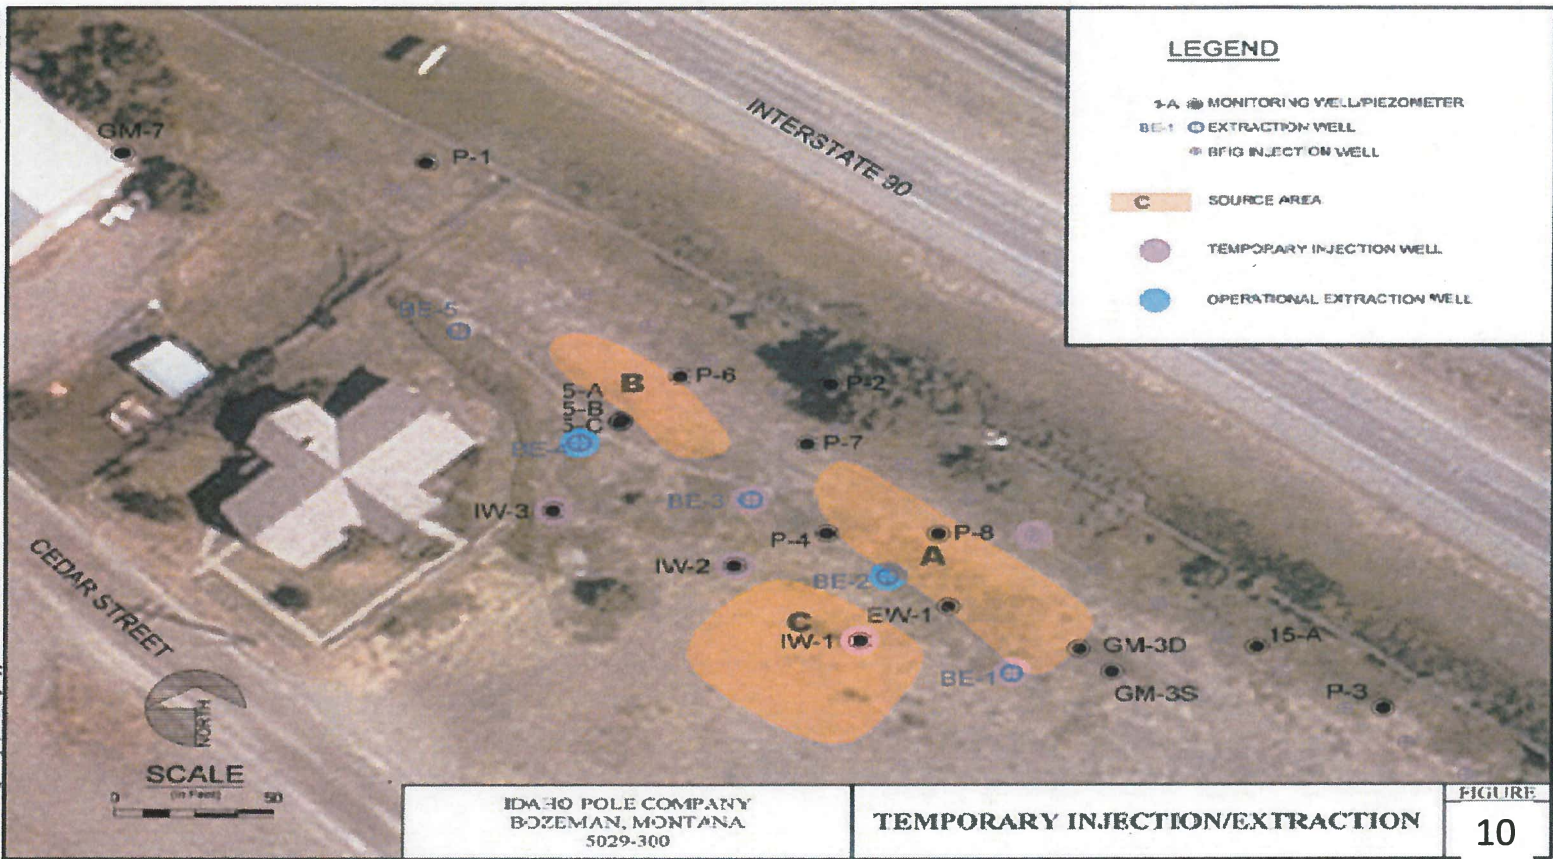 LEGEND
1-A MONITORING WELL/PIEZOMETER
BE-1 EXTRACTION WELL
BFIG INJECTION WELL
C SOURCE AREA
TEMPORARY INJECTION WELL
OPERATIONAL EXTRACTION WELL
INTERSTATE 90
GM-7
P-1
BE-5
B
P-6
P-2
5-A
5-B
5-C
BE-4
P-7
BE-3
IW-3
P-4
P-8
A
IW-2
BE-2
EW-1
C
IW-1
BE-1
GM-3D
15-A
GM-3S
P-3
CEDAR STREET
NORTH
SCALE
(in Feet)
0 50
IDAHO POLE COMPANY
BOZEMAN, MONTANA
5029-300
TEMPORARY INJECTION/EXTRACTION
FIGURE
10